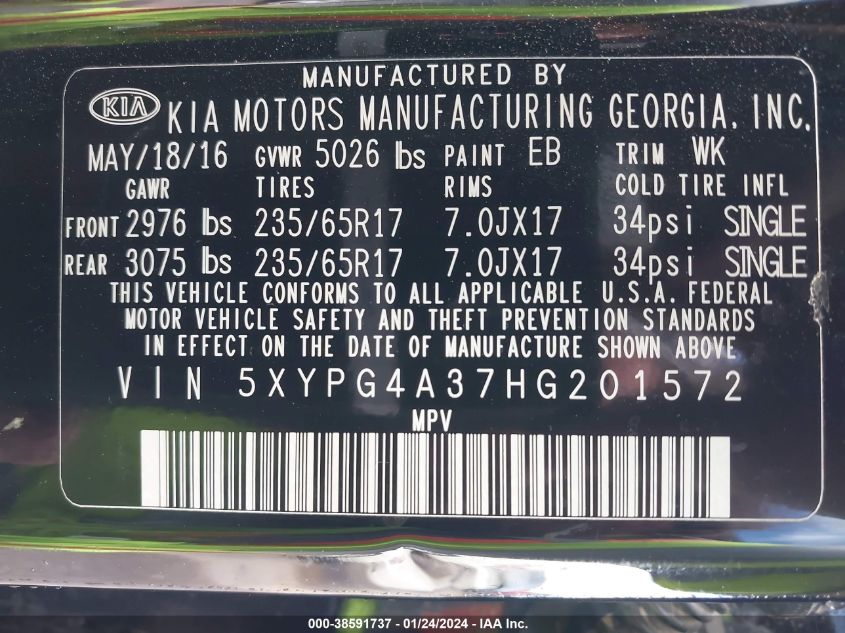 MANUFACTURED BY
KIA KIA MOTORS MANUFACTURING GEORGIA, INC.
MAY/18/16 GVWR 5026 lbs PAINT EB TRIM WK
GAWR TIRES RIMS COLD TIRE INFL
FRONT 2976 lbs 235/65R17 7.0JX17 34psi SINGLE
REAR 3075 lbs 235/65R17 7.0JX17 34psi SINGLE
THIS VEHICLE CONFORMS TO ALL APPLICABLE U.S.A. FEDERAL
MOTOR VEHICLE SAFETY AND THEFT PREVENTION STANDARDS
IN EFFECT ON THE DATE OF MANUFACTURE SHOWN ABOVE
VIN 5XYPG4A37HG201572
MPV
000-38591737 - 01/24/2024 - IAA Inc.